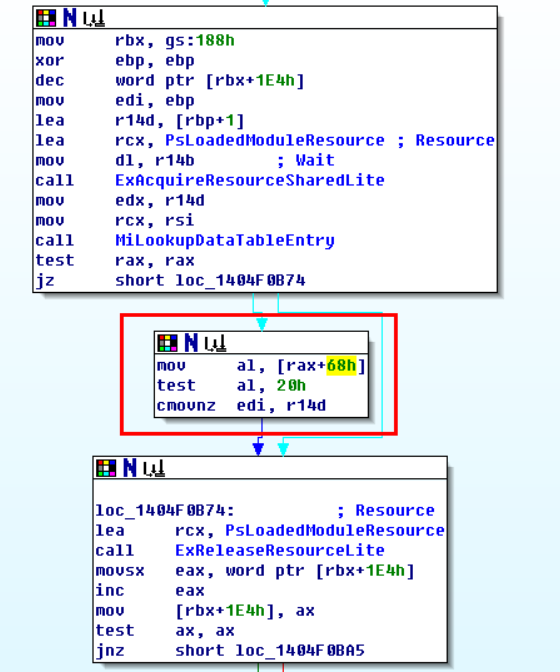 mov rbx, gs:188h
xor ebp, ebp
dec word ptr [rbx+1E4h]
mov edi, ebp
lea r14d, [rbp+1]
lea rcx, PsLoadedModuleResource ; Resource
mov dl, r14b ; Wait
call ExAcquireResourceSharedLite
mov edx, r14d
mov rcx, rsi
call MiLookupDataTableEntry
test rax, rax
jz short loc_1404F0B74
mov al, [rax+68h]
test al, 20h
cmovnz edi, r14d
loc_1404F0B74: ; Resource
lea rcx, PsLoadedModuleResource
call ExReleaseResourceLite
movsx eax, word ptr [rbx+1E4h]
inc eax
mov [rbx+1E4h], ax
test ax, ax
jnz short loc_1404F0BA5